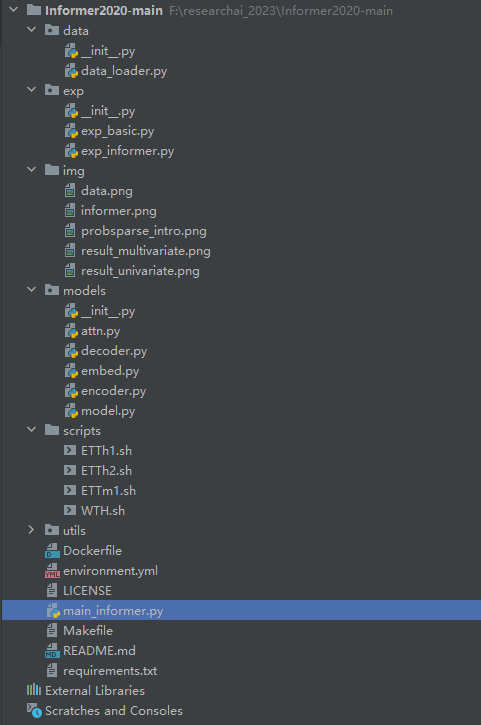 Informer2020-main F:\researchai_2023\Informer2020-main
data
__init__.py
data_loader.py
exp
__init__.py
exp_basic.py
exp_informer.py
img
data.png
informer.png
probsparse_intro.png
result_multivariate.png
result_univariate.png
models
__init__.py
attn.py
decoder.py
embed.py
encoder.py
model.py
scripts
ETTh1.sh
ETTh2.sh
ETTm1.sh
WTH.sh
utils
Dockerfile
environment.yml
LICENSE
main_informer.py
Makefile
README.md
requirements.txt
External Libraries
Scratches and Consoles